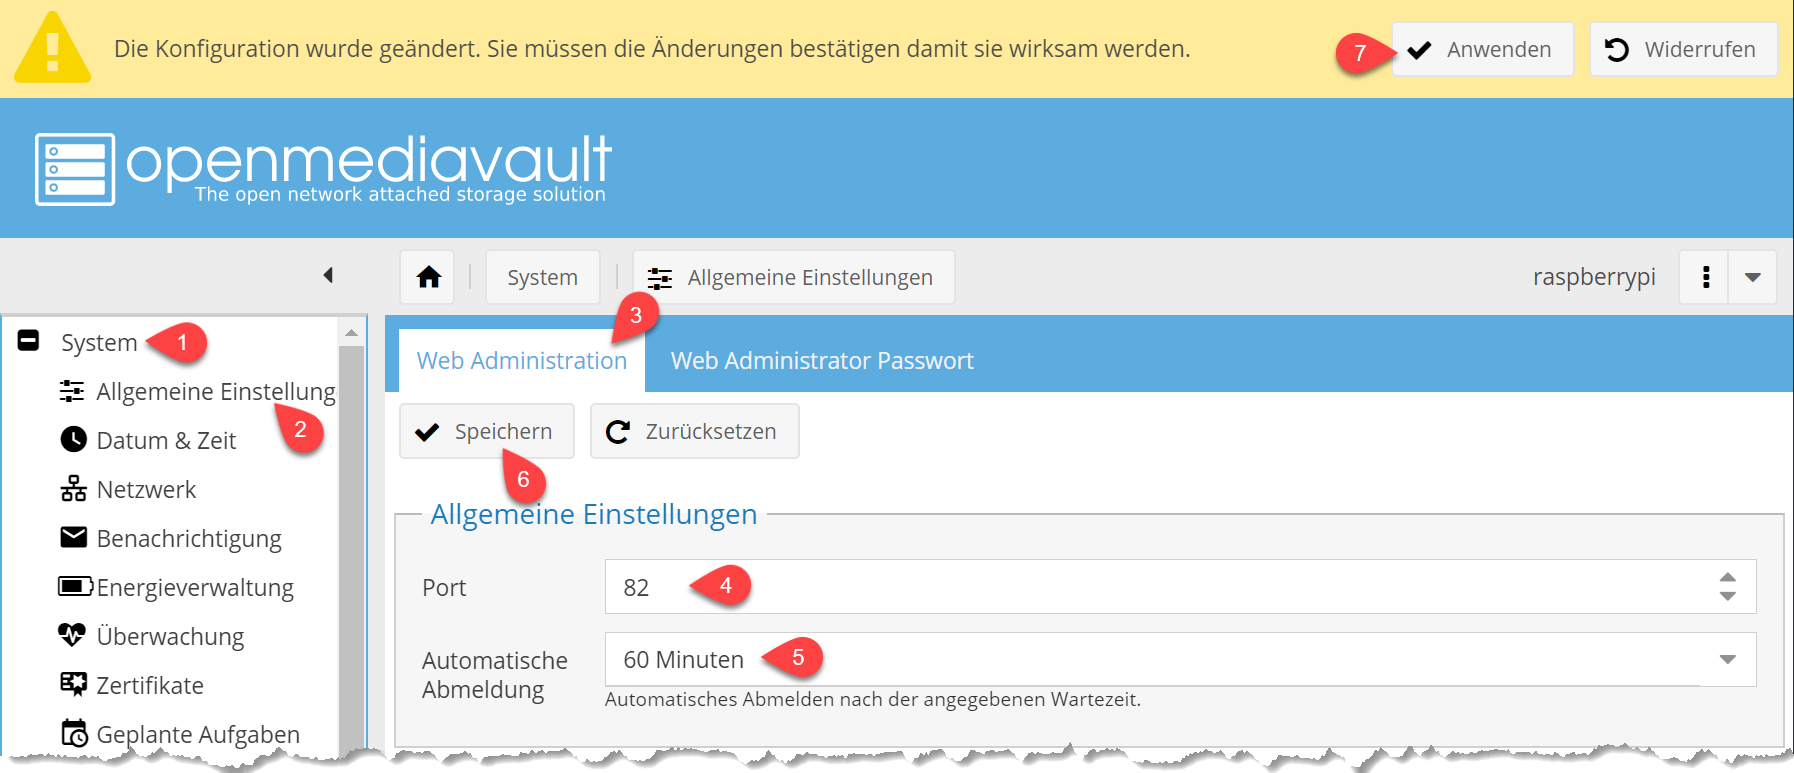 Die Konfiguration wurde geändert. Sie müssen die Änderungen bestätigen damit sie wirksam werden.
7
Anwenden
Widerrufen
openmediavault
The open network attached storage solution
System
Allgemeine Einstellungen
raspberrypi
3
System
1
Allgemeine Einstellung
2
Datum & Zeit
Netzwerk
Benachrichtigung
Energieverwaltung
Überwachung
Zertifikate
Geplante Aufgaben
Web Administration
Web Administrator Passwort
Speichern
Zurücksetzen
6
Allgemeine Einstellungen
Port
82
4
Automatische
Abmeldung
60 Minuten
5
Automatisches Abmelden nach der angegebenen Wartezeit.